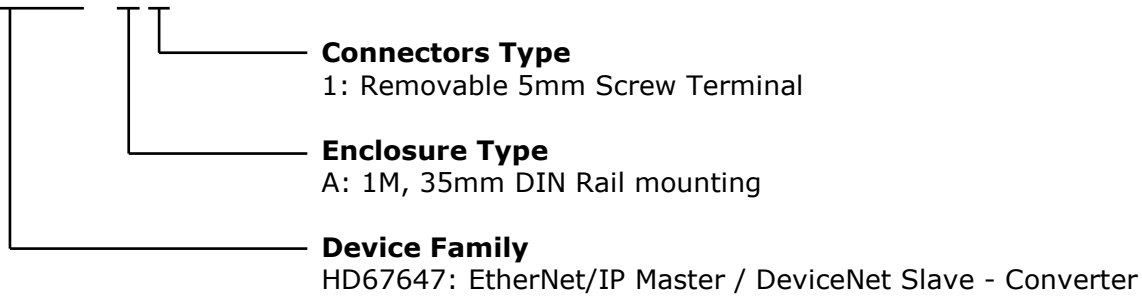 Connectors Type
1: Removable 5mm Screw Terminal
Enclosure Type
A: 1M, 35mm DIN Rail mounting
Device Family
HD67647: EtherNet/IP Master / DeviceNet Slave - Converter